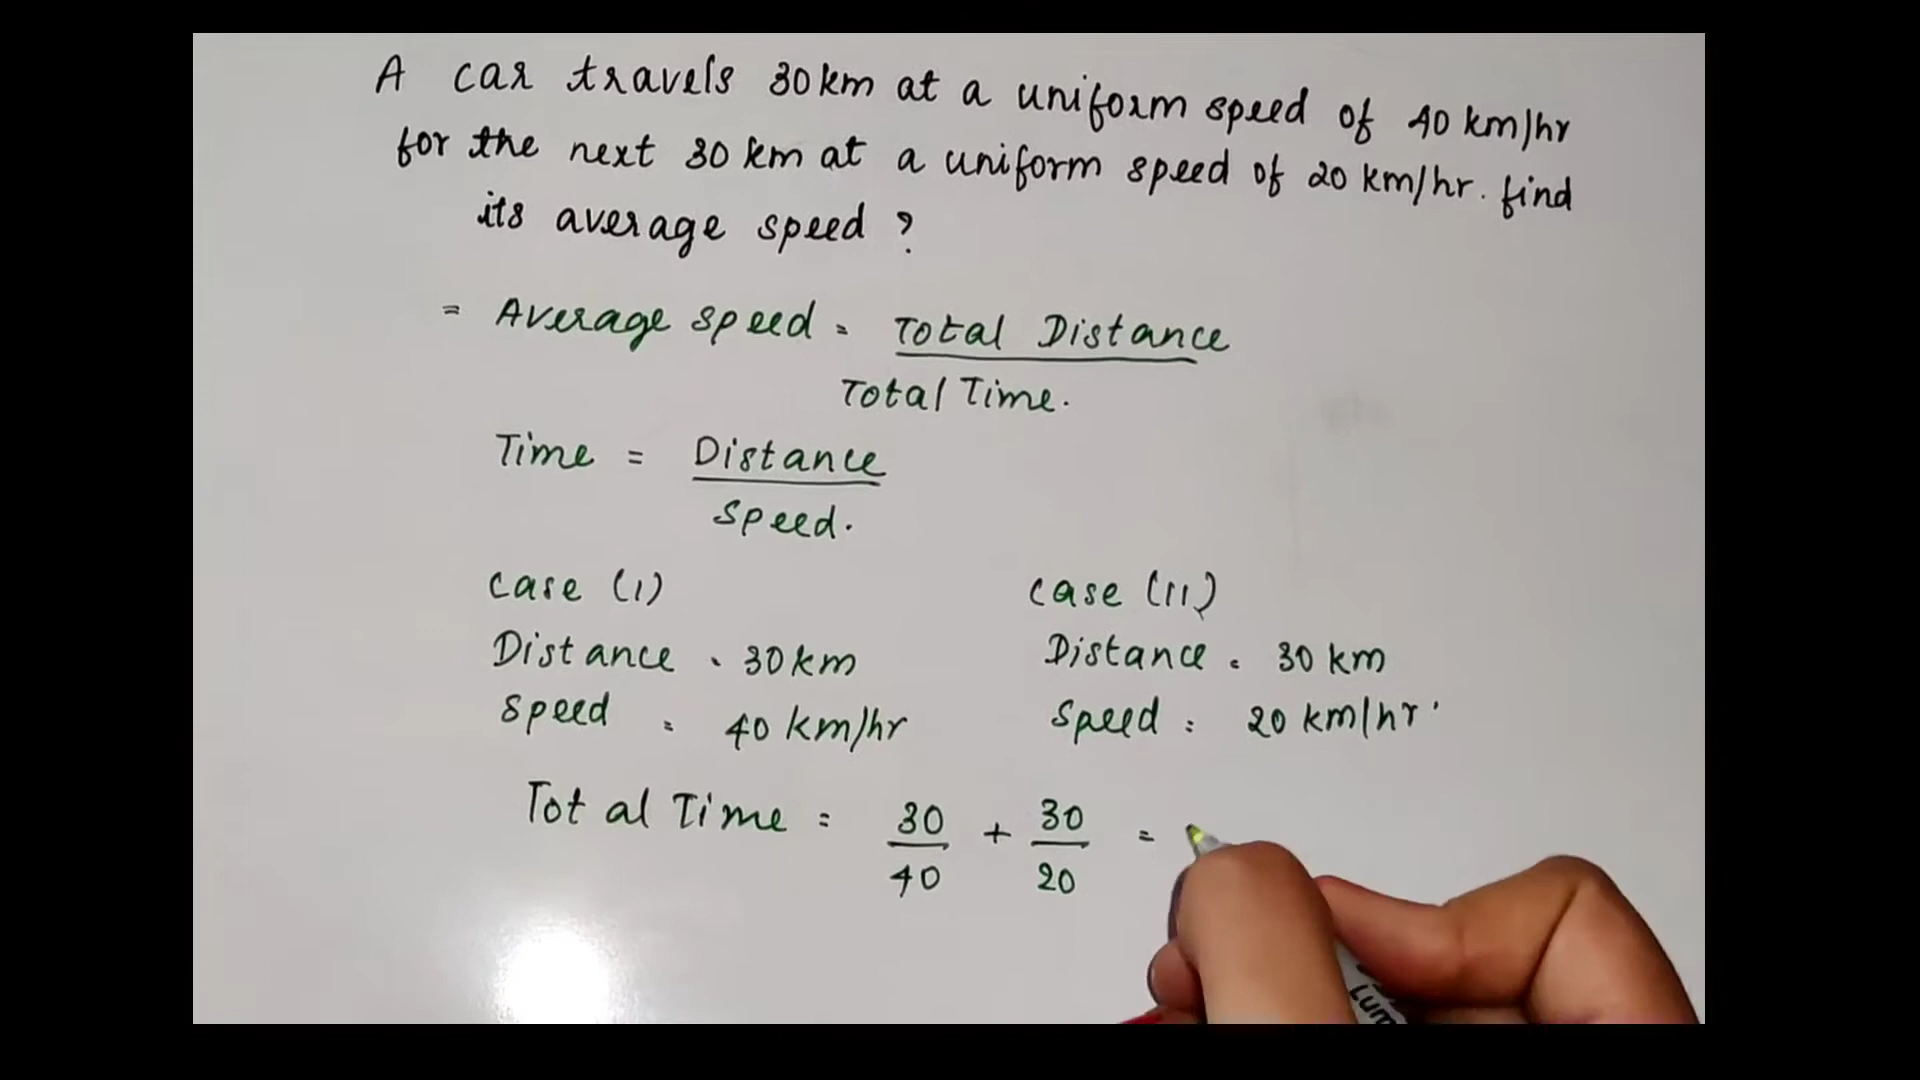 A car travels 30 km at a uniform speed of 40 km/hr
for the next 30 km at a uniform speed of 20 km/hr. find
its average speed ?
= Average speed = Total Distance
Total Time.
Time = Distance
Speed.
case (I) case (II)
Distance = 30 km Distance = 30 km
speed = 40 km/hr speed = 20 km/hr.
Total Time = 30/40 + 30/20 =